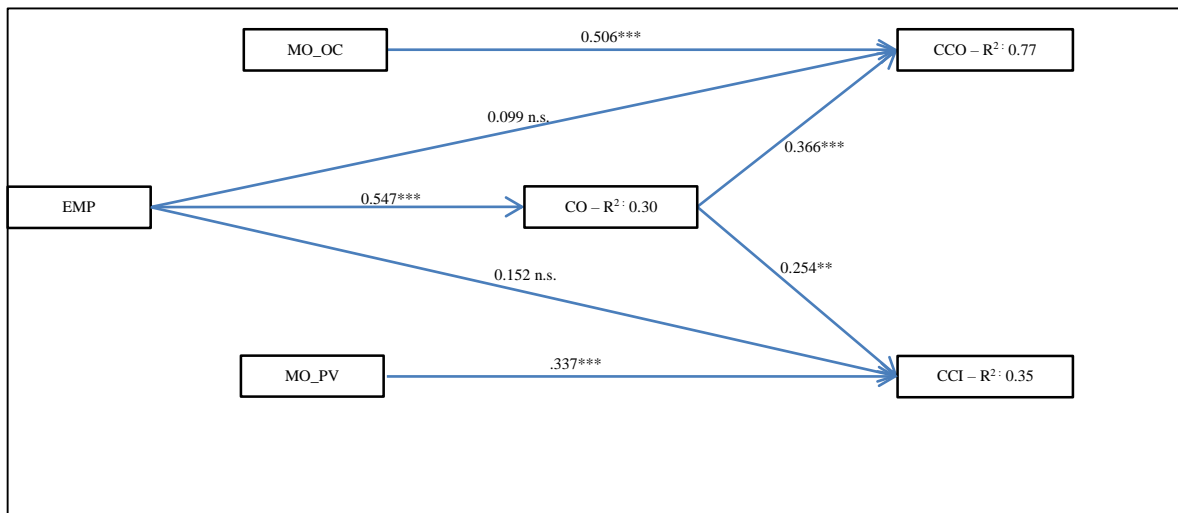 0.506***
MO_OC
CCO – R² : 0.77
0.099 n.s.
0.366***
EMP
0.547***
CO – R² : 0.30
0.254**
0.152 n.s.
MO_PV
.337***
CCI – R² : 0.35